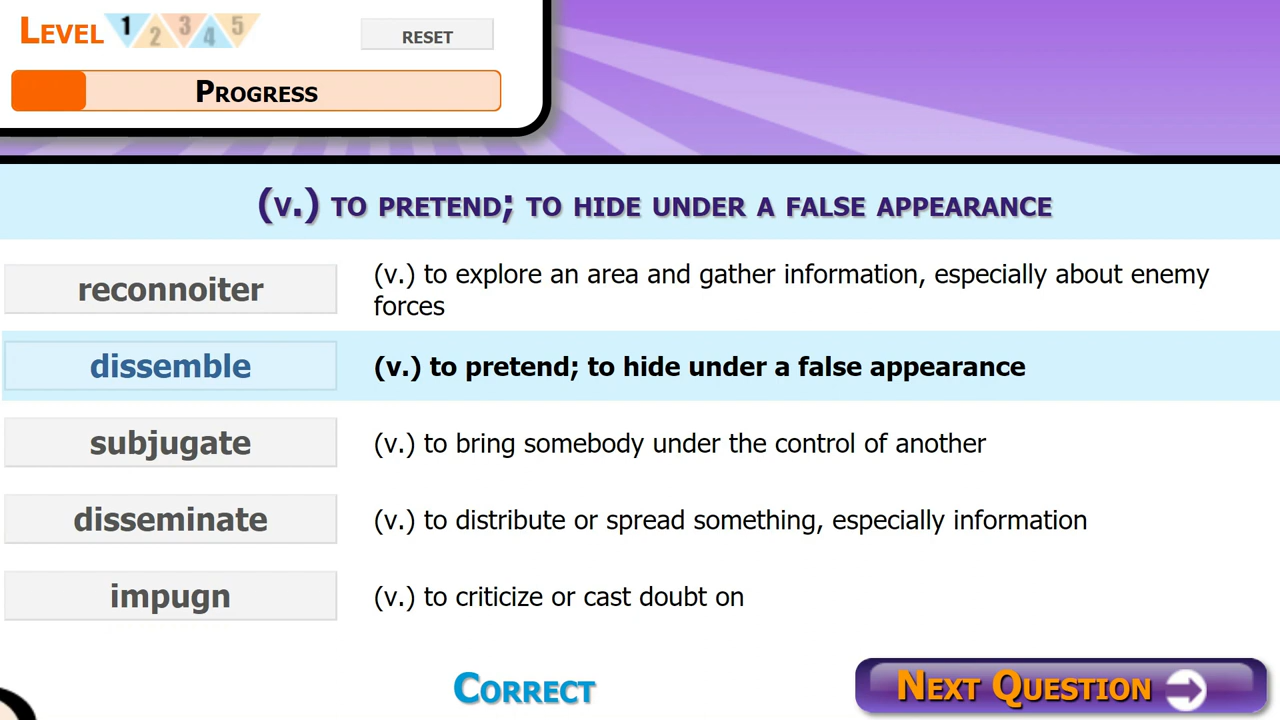 LEVEL 1 2 3 4 5
RESET
PROGRESS
(V.) TO PRETEND; TO HIDE UNDER A FALSE APPEARANCE
reconnoiter (v.) to explore an area and gather information, especially about enemy
forces
dissemble (v.) to pretend; to hide under a false appearance
subjugate (v.) to bring somebody under the control of another
disseminate (v.) to distribute or spread something, especially information
impugn (v.) to criticize or cast doubt on
CORRECT
NEXT QUESTION